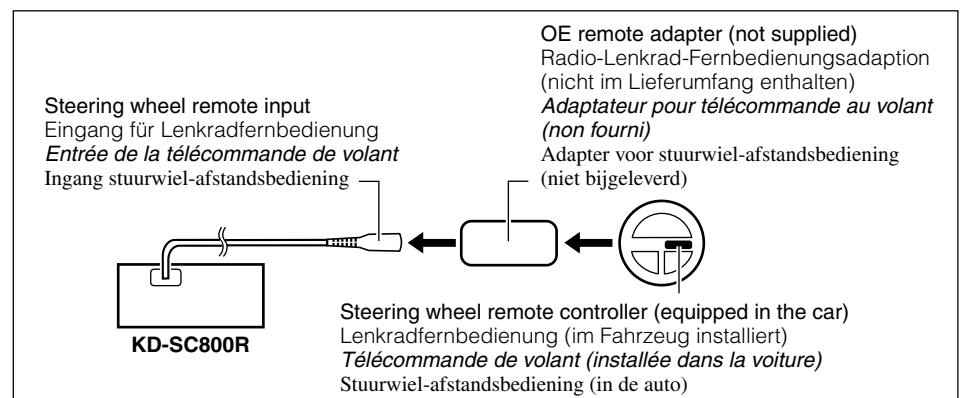 OE remote adapter (not supplied)
Radio-Lenkrad-Fernbedienungsadaption
(nicht im Lieferumfang enthalten)
Adaptateur pour télécommande au volant
(non fourni)
Adapter voor stuurwiel-afstandsbediening
(niet bijgeleverd)
Steering wheel remote input
Eingang für Lenkradfernbedienung
Entrée de la télécommande de volant
Ingang stuurwiel-afstandsbediening
KD-SC800R
Steering wheel remote controller (equipped in the car)
Lenkradfernbedienung (im Fahrzeug installiert)
Télécommande de volant (installée dans la voiture)
Stuurwiel-afstandsbediening (in de auto)